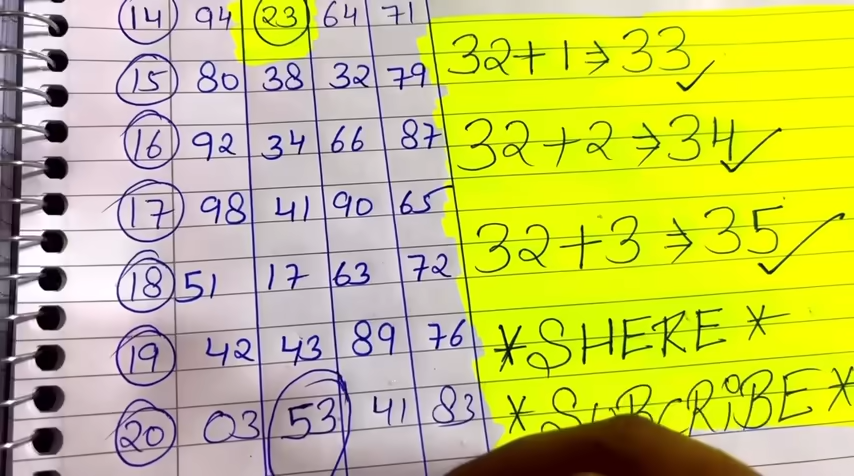 14 94 23 64 71
32+1→33
15 80 38 32 79
16 92 34 66 87
32+2→34
17 98 41 90 65
32+3→35
18 51 17 63 72
19 42 43 89 76
*SHERE*
20 03 53 41 83
*SUBCRIBE*